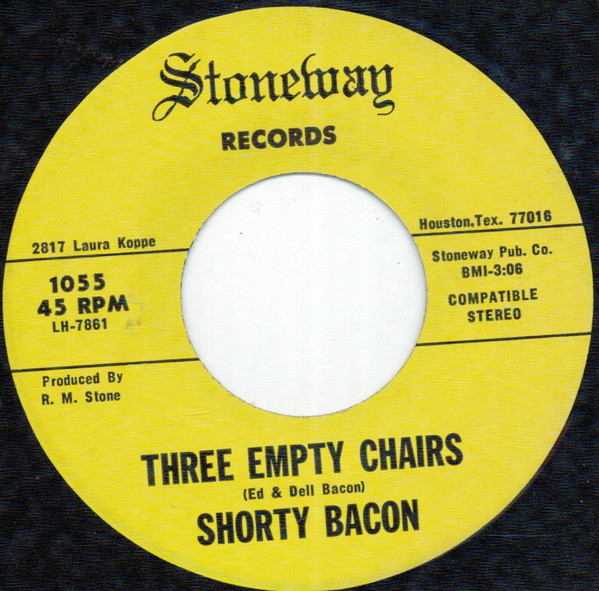 Stoneway
RECORDS
2817 Laura Koppe
Houston,Tex. 77016
1055
45 RPM
LH-7861
Stoneway Pub. Co.
BMI-3:06
COMPATIBLE
STEREO
Produced By
R. M. Stone
THREE EMPTY CHAIRS
(Ed & Dell Bacon)
SHORTY BACON